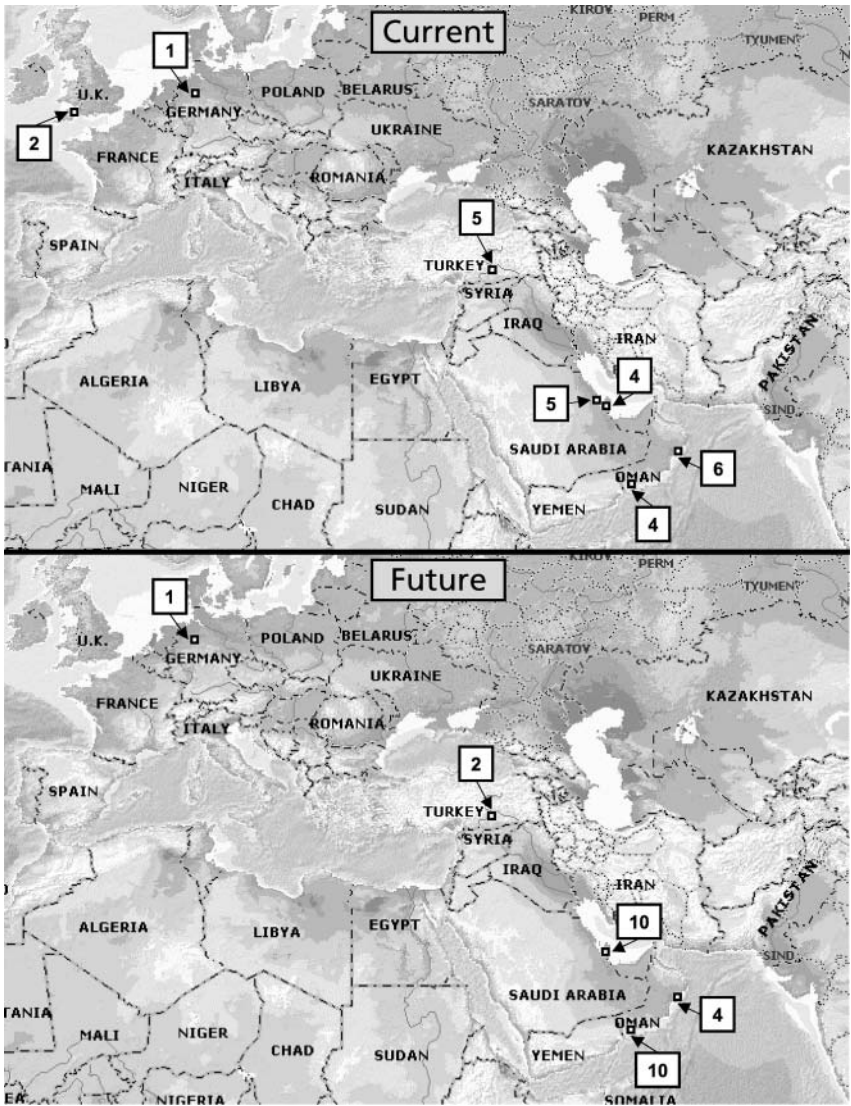 Current
KIROV
PERM
TYUMEN
1
U.K.
POLAND
BELARUS
GERMANY
SARATOV
2
UKRAINE
KAZAKHSTAN
FRANCE
ITALY
ROMANIA
5
SPAIN
TURKEY
SYRIA
IRAQ
IRAN
PAKISTAN
4
ALGERIA
LIBYA
EGYPT
5
SIND
SAUDI ARABIA
TANIA
6
OMAN
MALI
NIGER
CHAD
SUDAN
YEMEN
4
Future
KIROV
PERM
TYUMEN
1
U.K.
POLAND
BELARUS
GERMANY
SARATOV
UKRAINE
KAZAKHSTAN
FRANCE
ITALY
ROMANIA
2
SPAIN
TURKEY
SYRIA
IRAQ
IRAN
PAKISTAN
10
ALGERIA
LIBYA
EGYPT
SIND
SAUDI ARABIA
TANIA
4
OMAN
MALI
NIGER
CHAD
SUDAN
YEMEN
10
NIGERIA
SOMALIA